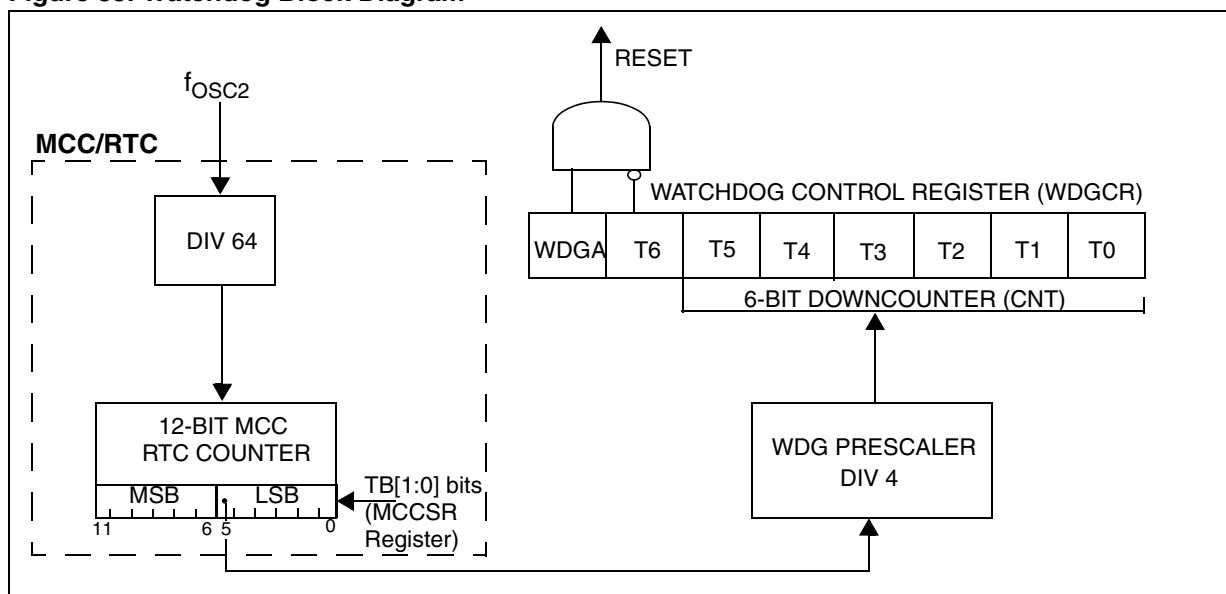 Figure Watchdog Block Diagram
RESET
fOSC2
MCC/RTC
DIV 64
WATCHDOG CONTROL REGISTER (WDGCR)
WDGA T6 T5 T4 T3 T2 T1 T0
6-BIT DOWNCOUNTER (CNT)
12-BIT MCC
RTC COUNTER
MSB LSB
11 6 5 0
TB[1:0] bits
(MCCSR
Register)
WDG PRESCALER
DIV 4